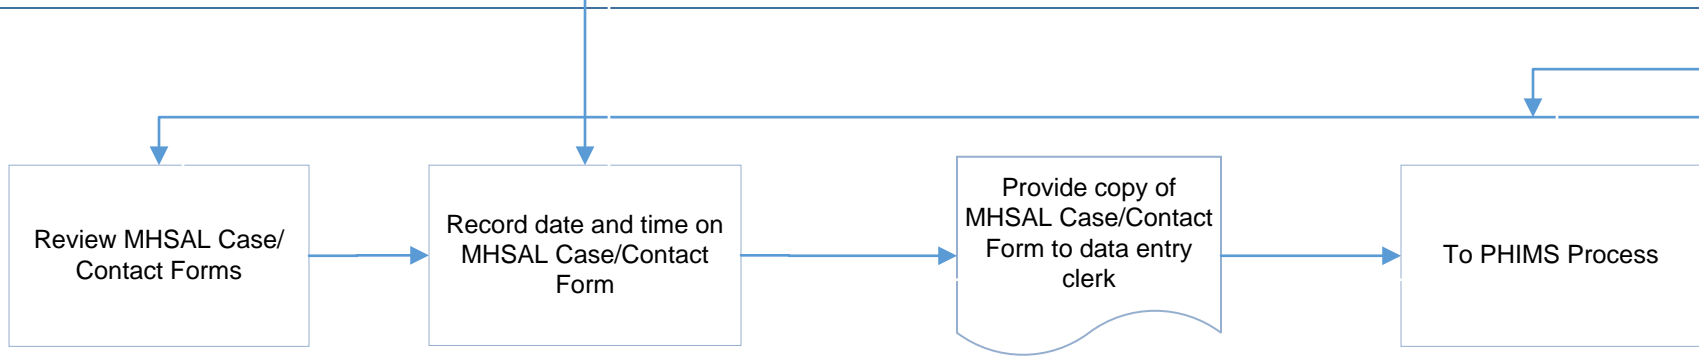 Review MHSAL Case/
Contact Forms
Record date and time on
MHSAL Case/Contact
Form
Provide copy of
MHSAL Case/Contact
Form to data entry
clerk
To PHIMS Process